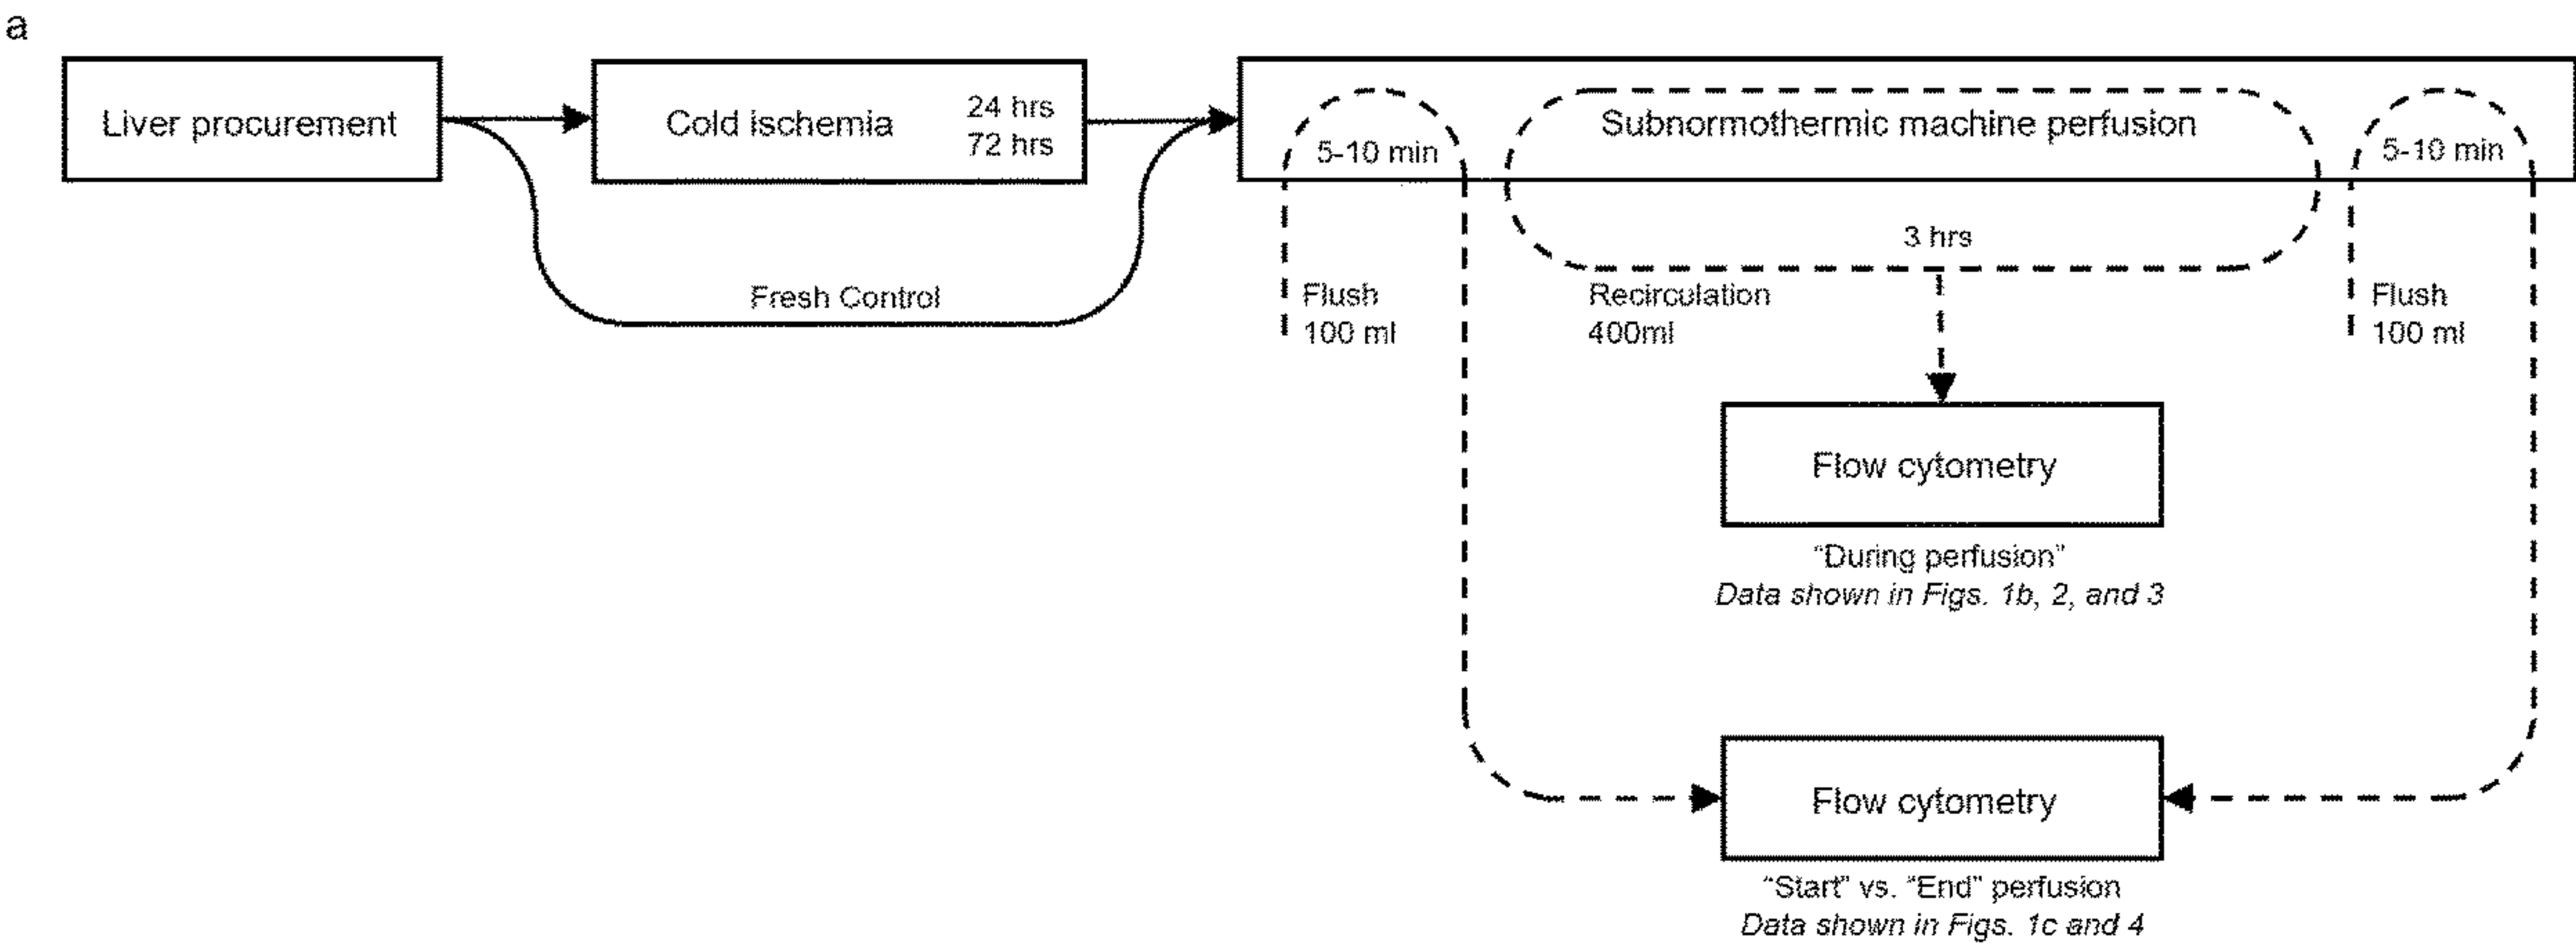 a
Liver procurement
Cold ischemia
24 hrs
72 hrs
Fresh Control
Subnormothermic machine perfusion
5-10 min
5-10 min
3 hrs
Flush
100 ml
Recirculation
400ml
Flush
100 ml
Flow cytometry
"During perfusion"
Data shown in Figs. 1b, 2, and 3
Flow cytometry
"Start" vs. "End" perfusion
Data shown in Figs. 1c and 4